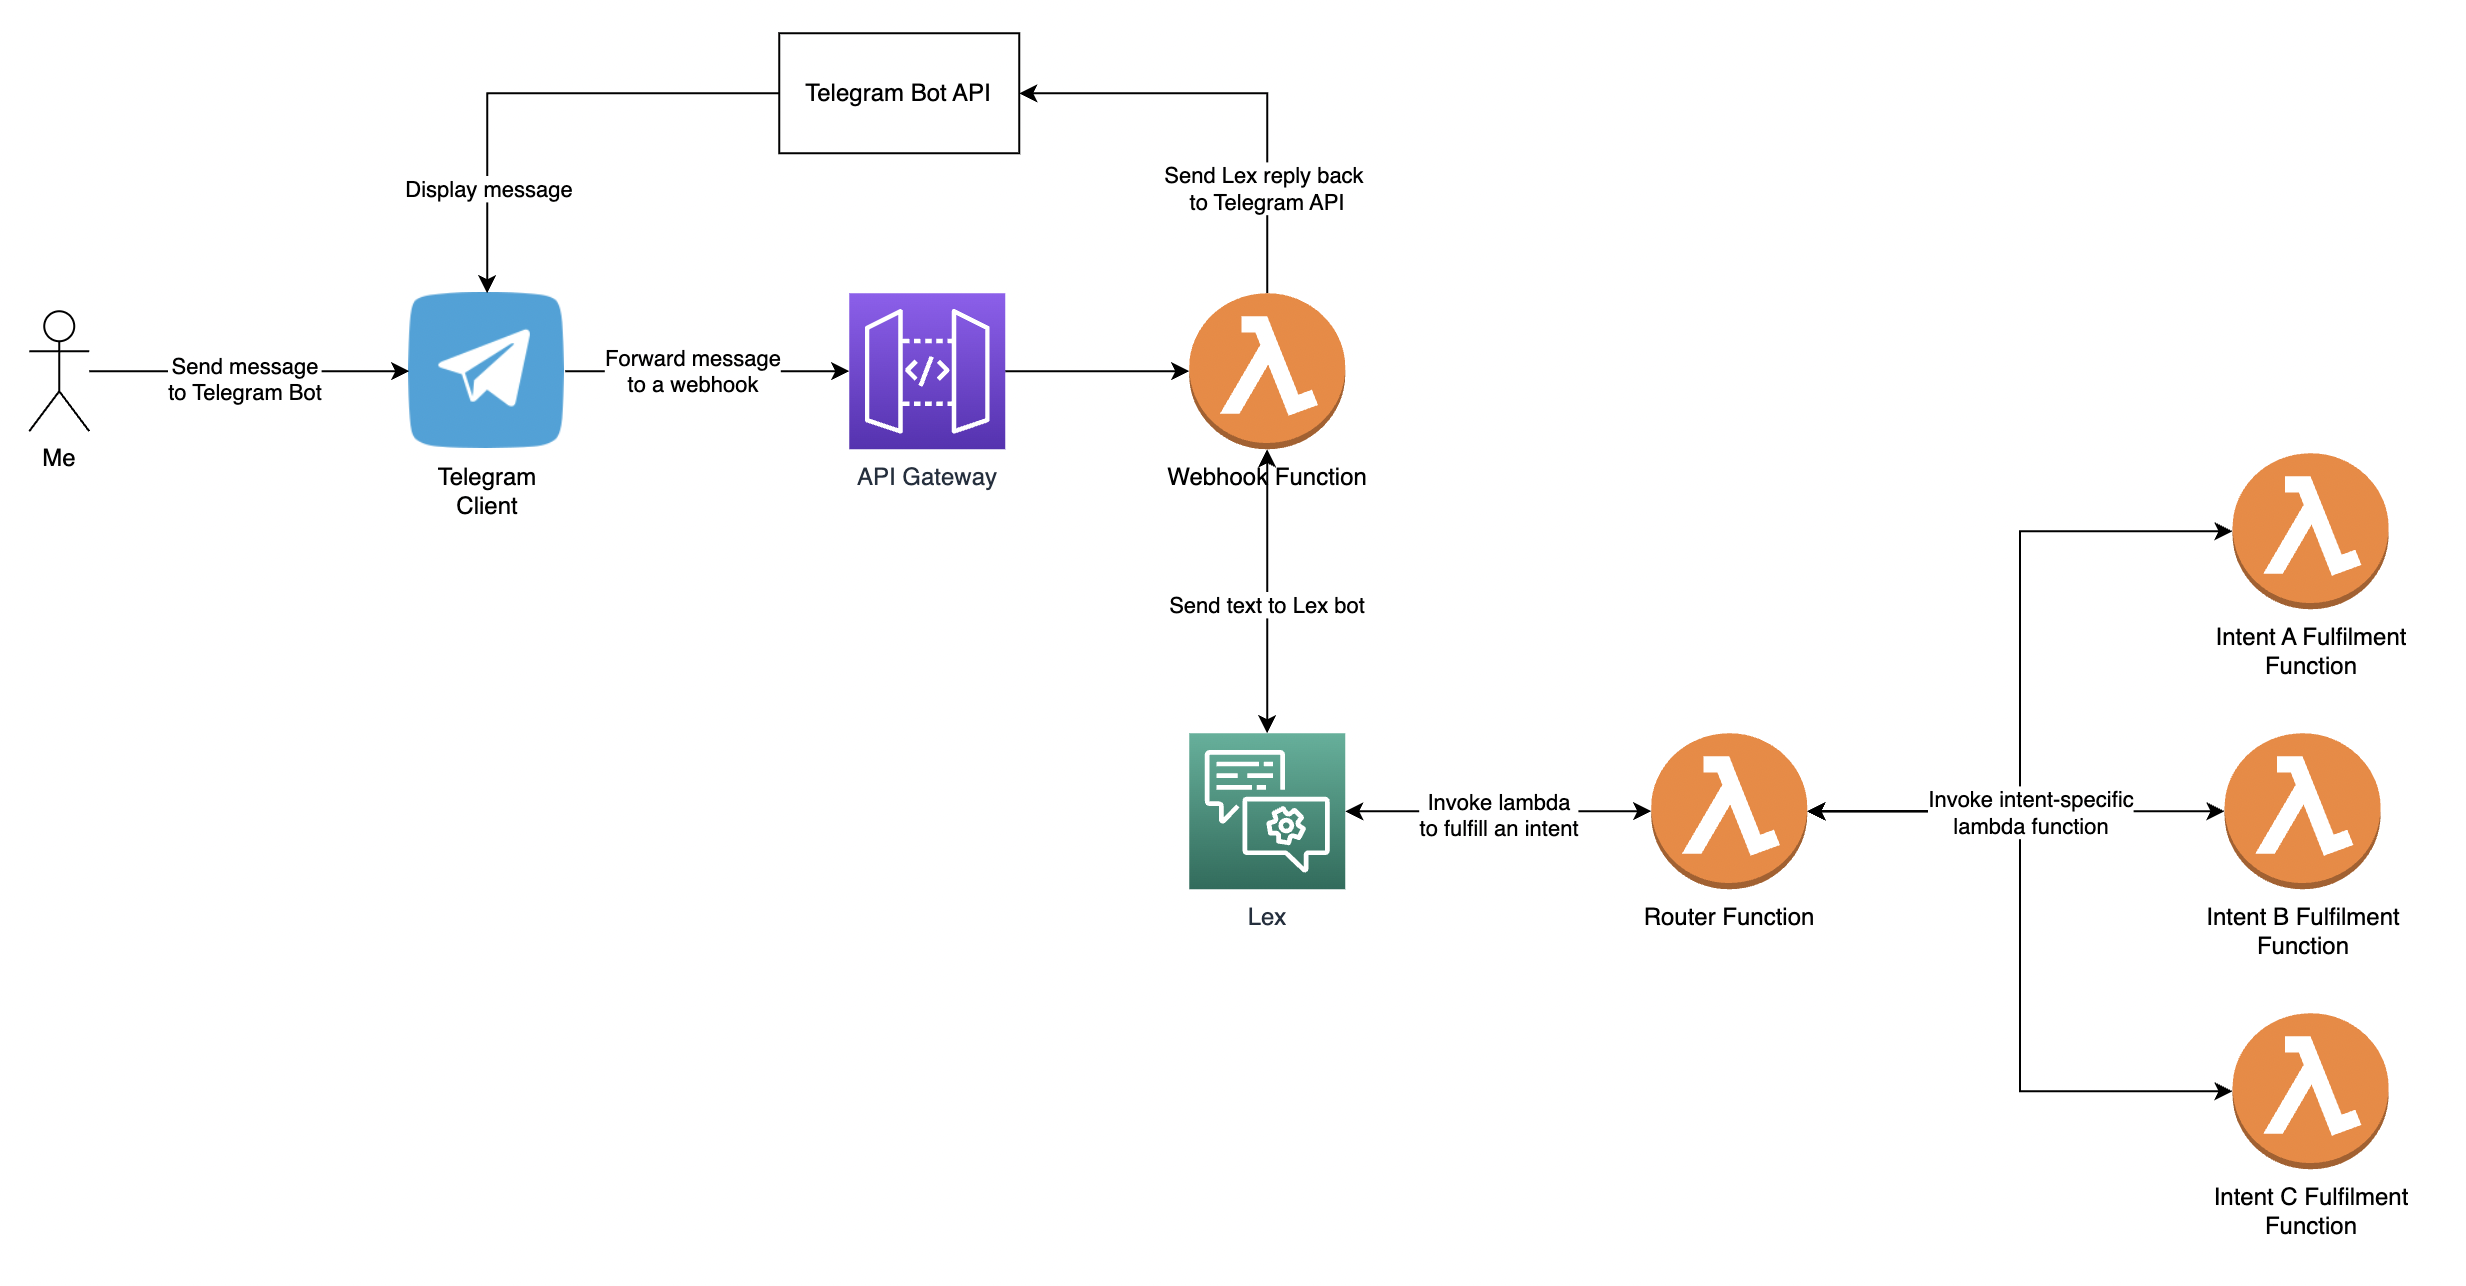 Telegram Bot API
Display message
Send Lex reply back
to Telegram API
Send message
to Telegram Bot
Forward message
to a webhook
</>
Me
Telegram
Client
API Gateway
Webhook Function
Send text to Lex bot
Intent A Fulfilment
Function
Invoke lambda
to fulfill an intent
Invoke intent-specific
lambda function
Lex
Router Function
Intent B Fulfilment
Function
Intent C Fulfilment
Function